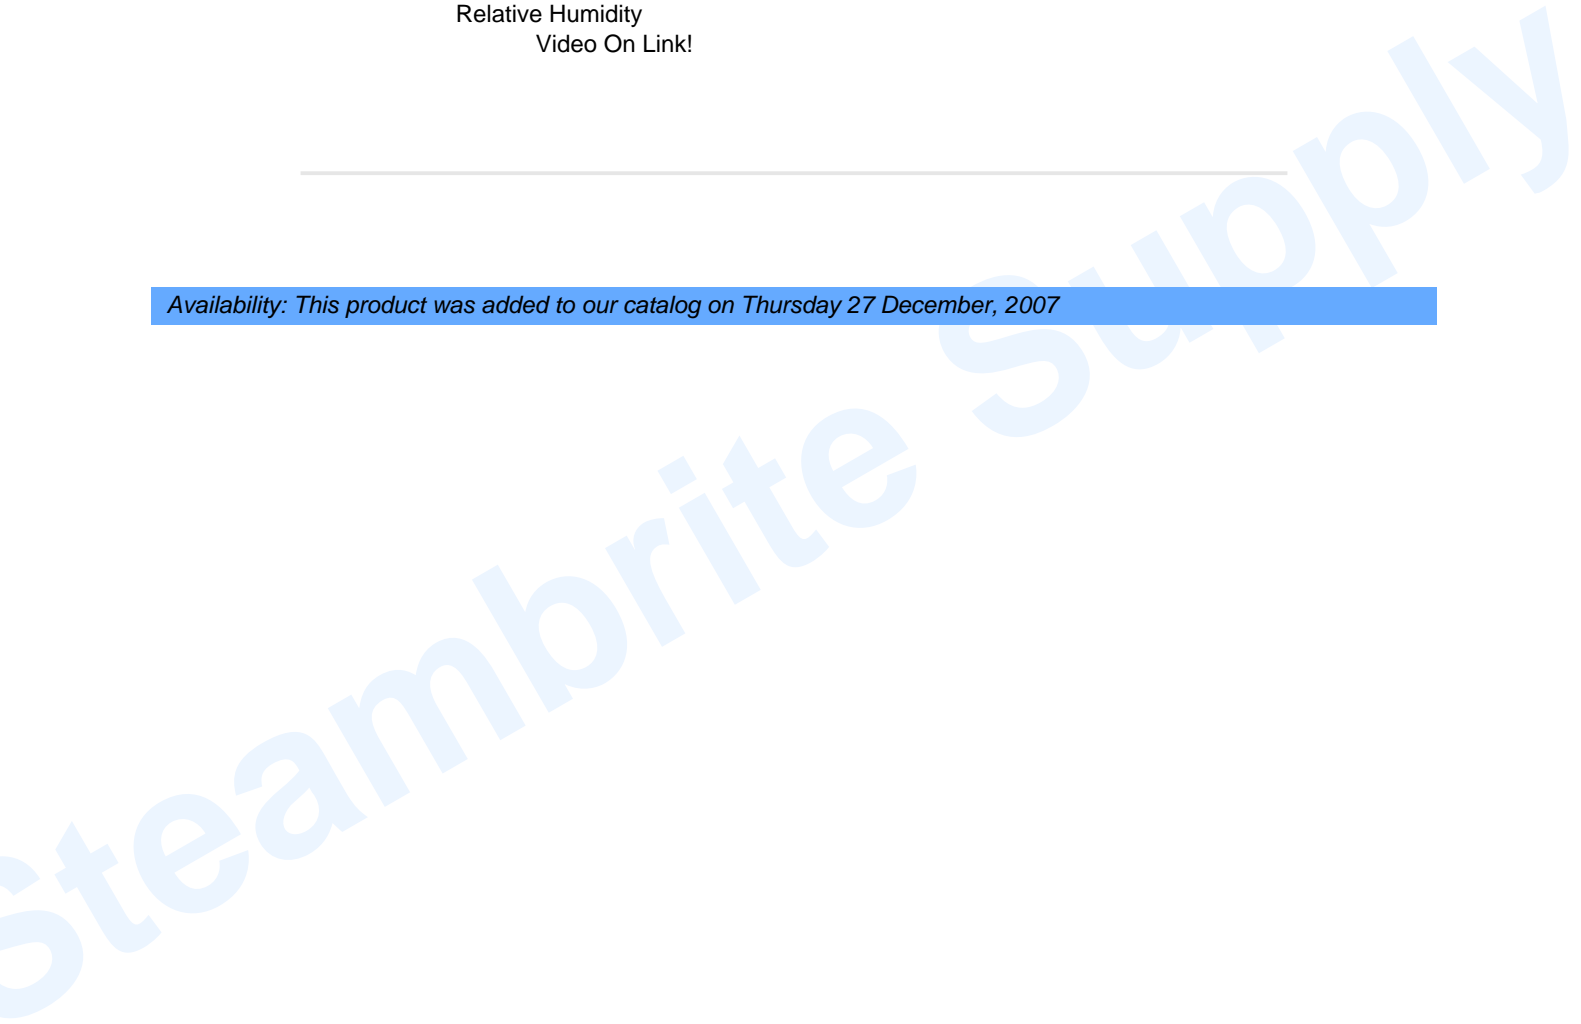 Relative Humidity
Video On Link!
Availability: This product was added to our catalog on Thursday 27 December, 2007
Steambrite Supply